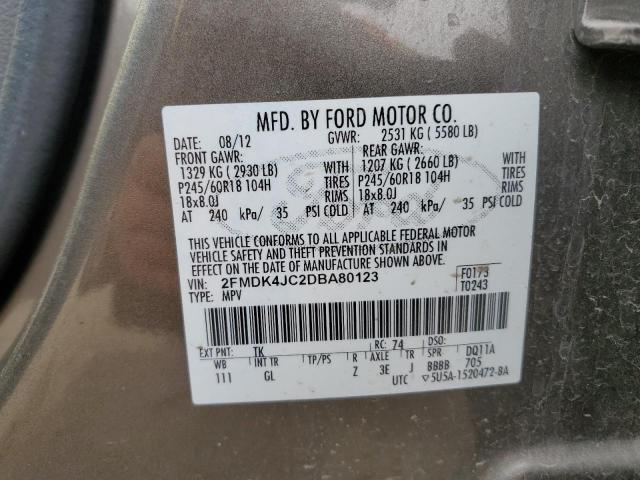 MFD. BY FORD MOTOR CO.
DATE: 08/12 GVWR: 2531 KG ( 5580 LB)
FRONT GAWR: REAR GAWR:
1329 KG ( 2930 LB) WITH 1207 KG ( 2660 LB) WITH
P245/60R18 104H TIRES P245/60R18 104H TIRES
18x8.0J RIMS 18x8.0J RIMS
AT 240 kPa/ 35 PSI COLD AT 240 kPa/ 35 PSI COLD
THIS VEHICLE CONFORMS TO ALL APPLICABLE FEDERAL MOTOR
VEHICLE SAFETY AND THEFT PREVENTION STANDARDS IN
EFFECT ON THE DATE OF MANUFACTURE SHOWN ABOVE.
VIN: 2FMDK4JC2DBA80123 F0173
TYPE: MPV T0243
EXT PNT: TK RC: 74 DSO:
WB INT TR TP/PS R AXLE TR SPR DQ11A
111 GL Z 3E J BBBB 705
UTC ▽5U5A-1520472-BA
Ford